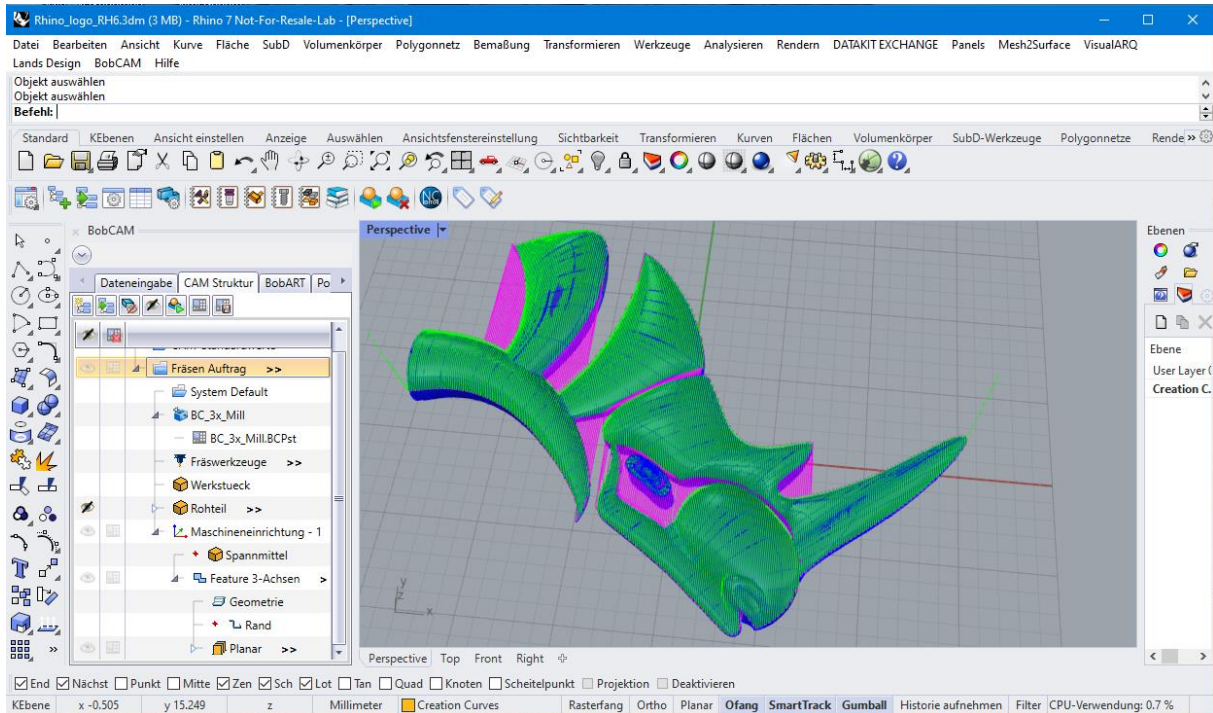 Rhino_logo_RH6.3dm (3 MB) - Rhino 7 Not-For-Resale-Lab - [Perspective]
Datei Bearbeiten Ansicht Kurve Fläche SubD Volumenkörper Polygonnetz Bemaßung Transformieren Werkzeuge Analysieren Rendern DATAKIT EXCHANGE Panels Mesh2Surface VisualARQ
Lands Design BobCAM Hilfe
Objekt auswählen
Objekt auswählen
Befehl:
Standard KEbenen Ansicht einstellen Anzeige Auswählen Ansichtsfenstereinstellung Sichtbarkeit Transformieren Kurven Flächen Volumenkörper SubD-Werkzeuge Polygonnetze Rende »
BobCAM
Dateneingabe CAM Struktur BobART Po
Fräsen Auftrag >>
System Default
BC_3x_Mill
BC_3x_Mill.BCPst
Fräswerkzeuge >>
Werkstueck
Rohteil >>
Maschineneinrichtung - 1
Spannmittel
Feature 3-Achsen >
Geometrie
Rand
Planar >>
Perspective
y
z
x
Perspective Top Front Right
Ebenen
Ebene
User Layer (
Creation C.
End Nächst Punkt Mitte Zen Sch Lot Tan Quad Knoten Scheitelpunkt Projektion Deaktivieren
KEbene x -0.505 y 15.249 z Millimeter Creation Curves Rasterfang Ortho Planar Ofang SmartTrack Gumball Historie aufnehmen Filter CPU-Verwendung: 0.7 %